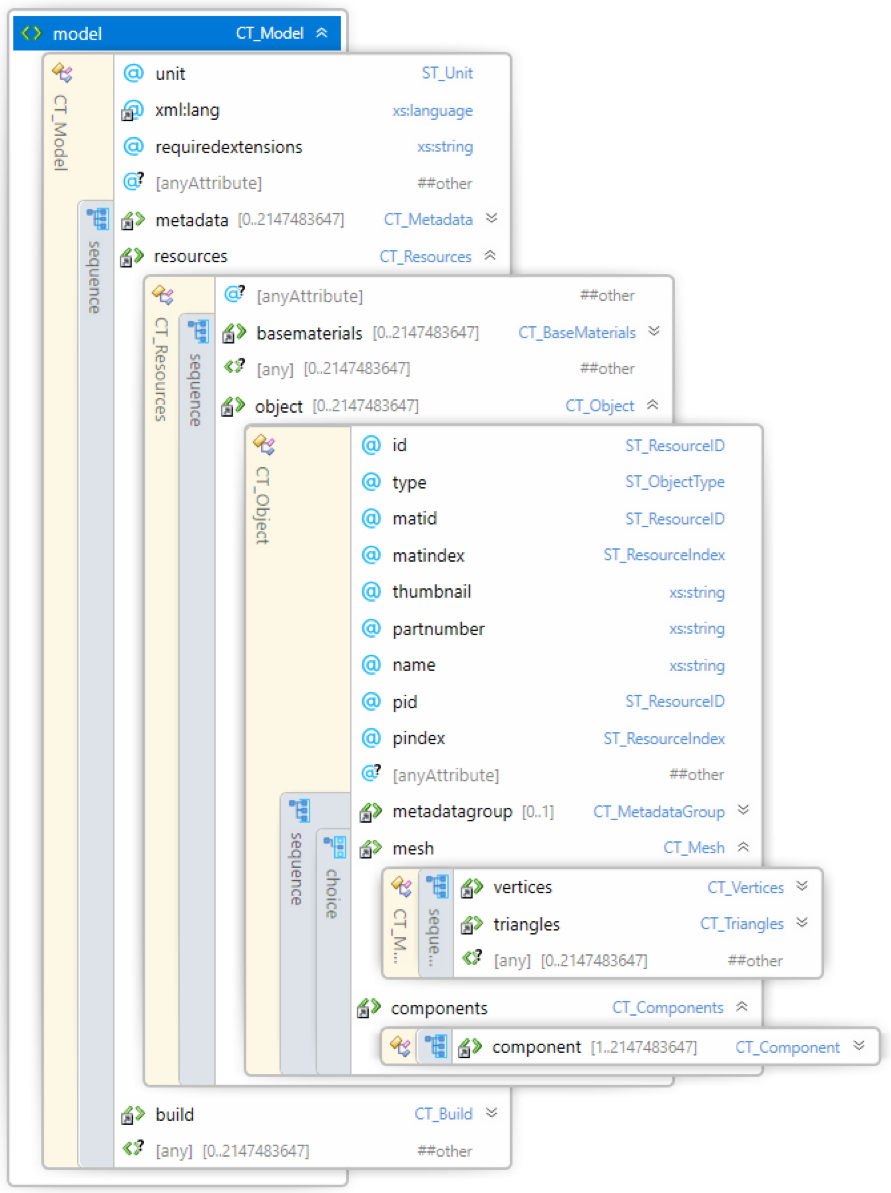 model CT_Model
CT_Model
unit ST_Unit
xml:lang xs:language
requiredextensions xs:string
[anyAttribute] ##other
sequence
metadata [0..2147483647] CT_Metadata
resources CT_Resources
CT_Resources
[anyAttribute] ##other
sequence
basematerials [0..2147483647] CT_BaseMaterials
[any] [0..2147483647] ##other
object [0..2147483647] CT_Object
CT_Object
id ST_ResourceID
type ST_ObjectType
matid ST_ResourceID
matindex ST_ResourceIndex
thumbnail xs:string
partnumber xs:string
name xs:string
pid ST_ResourceID
pindex ST_ResourceIndex
[anyAttribute] ##other
sequence
metadatagroup [0..1] CT_MetadataGroup
choice
mesh CT_Mesh
CT_M...
seque...
vertices CT_Vertices
triangles CT_Triangles
[any] [0..2147483647] ##other
components CT_Components
component [1..2147483647] CT_Component
build CT_Build
[any] [0..2147483647] ##other